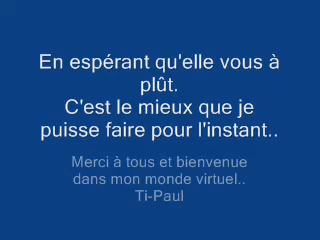 En espérant qu'elle vous à
plût.
C'est le mieux que je
puisse faire pour l'instant..
Merci à tous et bienvenue
dans mon monde virtuel..
Ti-Paul